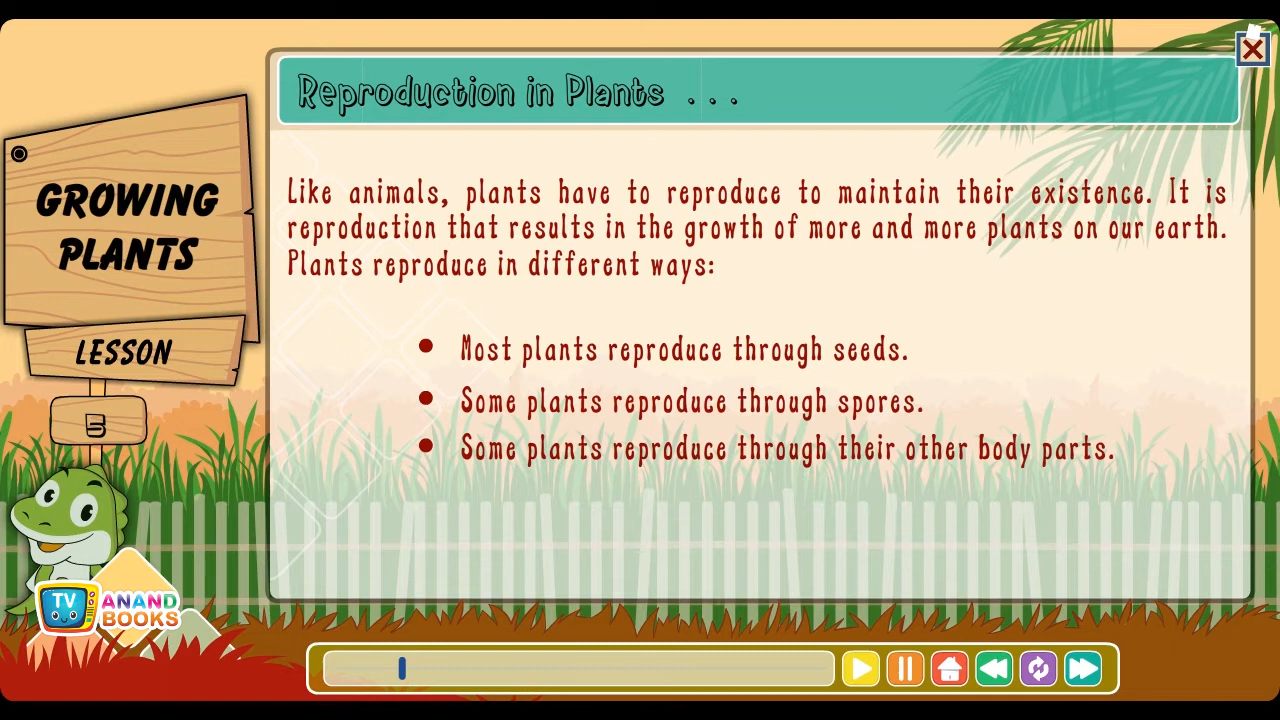 Reproduction in Plants ...
GROWING
PLANTS
LESSON
5
Like animals, plants have to reproduce to maintain their existence. It is
reproduction that results in the growth of more and more plants on our earth.
Plants reproduce in different ways:
• Most plants reproduce through seeds.
• Some plants reproduce through spores.
• Some plants reproduce through their other body parts.
TV
ANAND
BOOKS